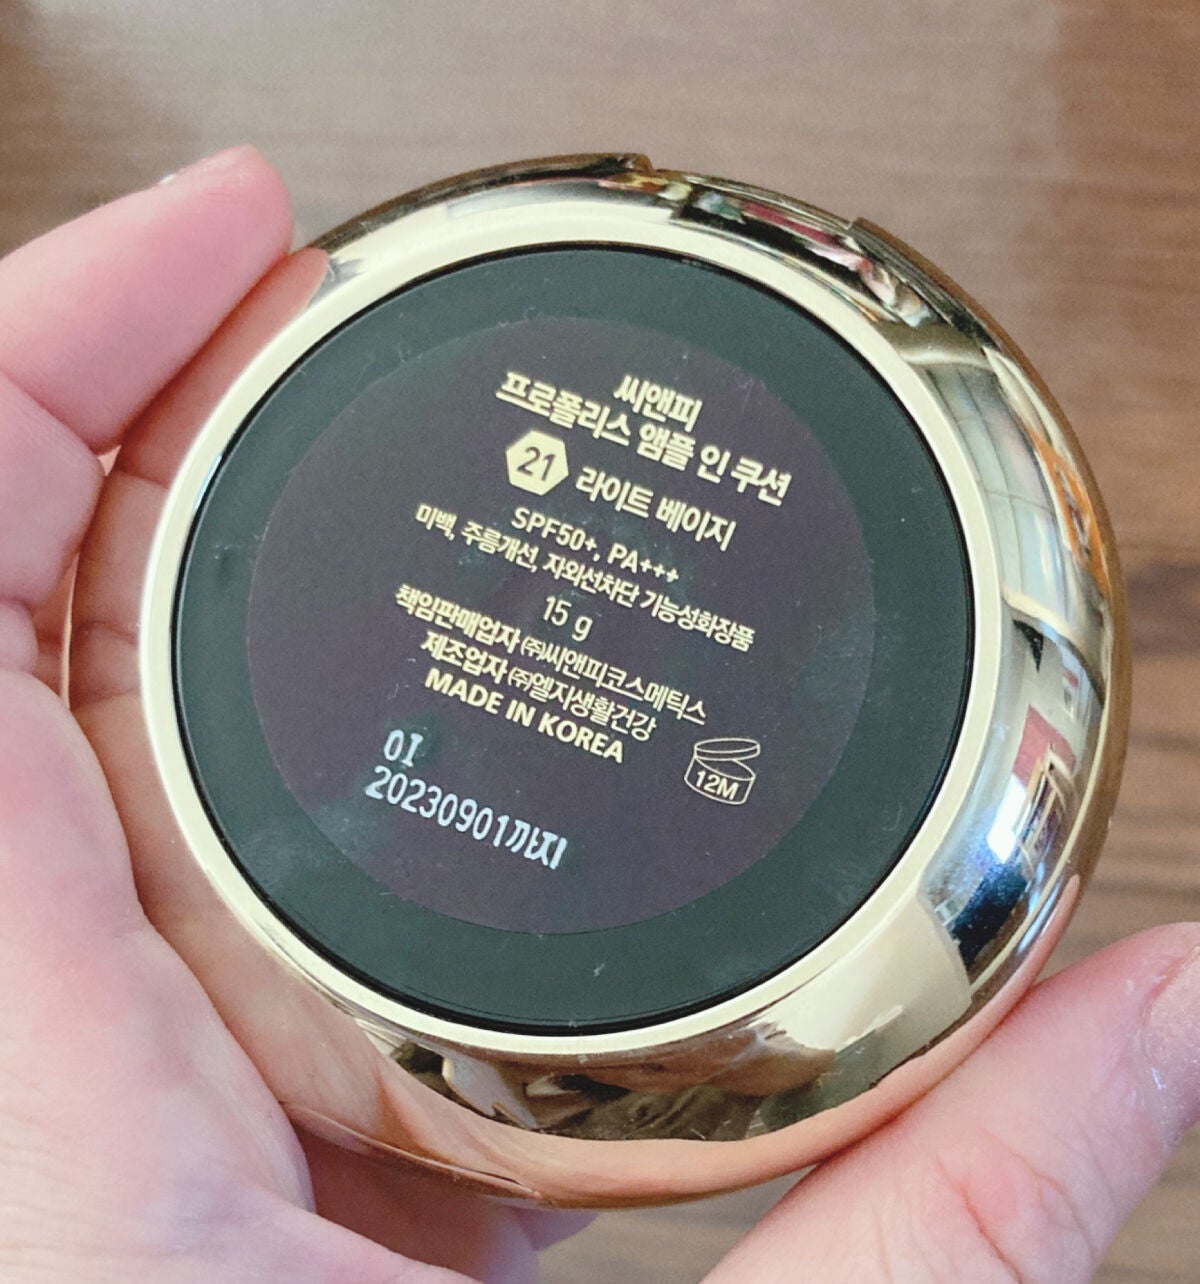 씨앤피
프로폴리스 앰플 인 쿠션
21 라이트 베이지
SPF50+, PA+++
미백, 주름개선, 자외선차단 기능성화장품
15 g
책임판매업자 ㈜씨앤피코스메틱스
제조업자 ㈜엘지생활건강
MADE IN KOREA
12M
OI
20230901까지